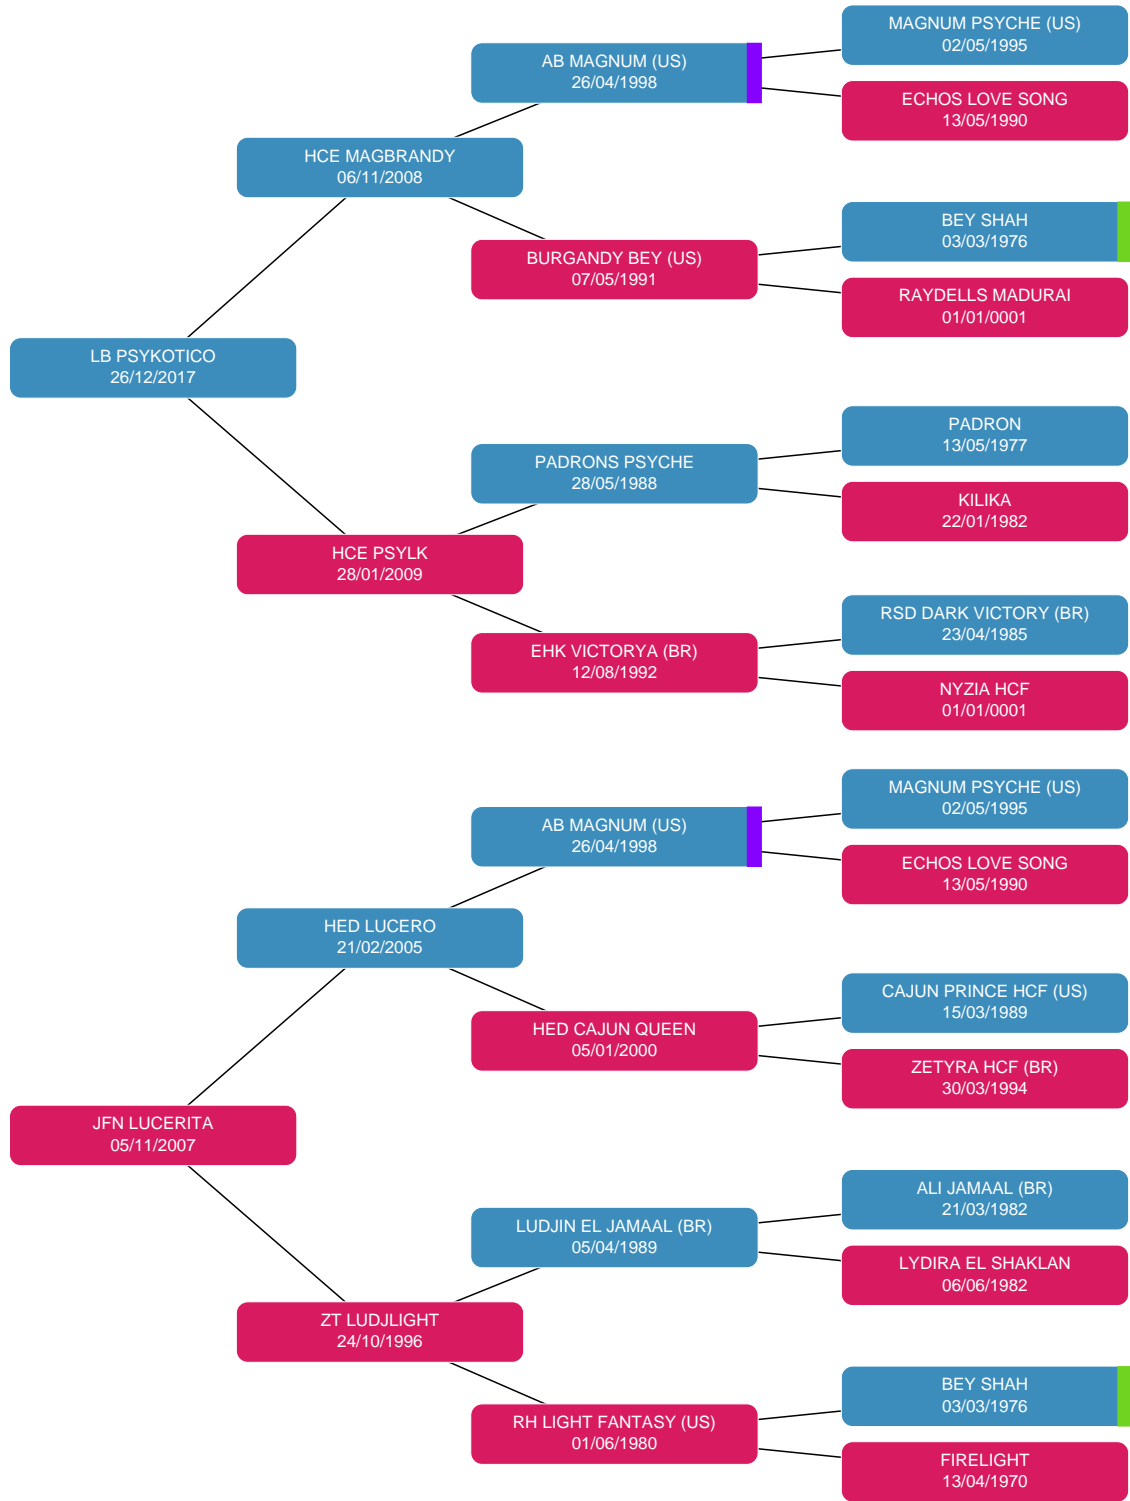 MAGNUM PSYCHE (US)
02/05/1995
AB MAGNUM (US)
26/04/1998
ECHOS LOVE SONG
13/05/1990
HCE MAGBRANDY
06/11/2008
BEY SHAH
03/03/1976
BURGANDY BEY (US)
07/05/1991
RAYDELLS MADURAI
01/01/0001
LB PSYKOTICO
26/12/2017
PADRON
13/05/1977
PADRONS PSYCHE
28/05/1988
KILIKA
22/01/1982
HCE PSYLK
28/01/2009
RSD DARK VICTORY (BR)
23/04/1985
EHK VICTORYA (BR)
12/08/1992
NYZIA HCF
01/01/0001
MAGNUM PSYCHE (US)
02/05/1995
AB MAGNUM (US)
26/04/1998
ECHOS LOVE SONG
13/05/1990
HED LUCERO
21/02/2005
CAJUN PRINCE HCF (US)
15/03/1989
HED CAJUN QUEEN
05/01/2000
ZETYRA HCF (BR)
30/03/1994
JFN LUCERITA
05/11/2007
ALI JAMAAL (BR)
21/03/1982
LUDJIN EL JAMAAL (BR)
05/04/1989
LYDIRA EL SHAKLAN
06/06/1982
ZT LUDJLIGHT
24/10/1996
BEY SHAH
03/03/1976
RH LIGHT FANTASY (US)
01/06/1980
FIRELIGHT
13/04/1970